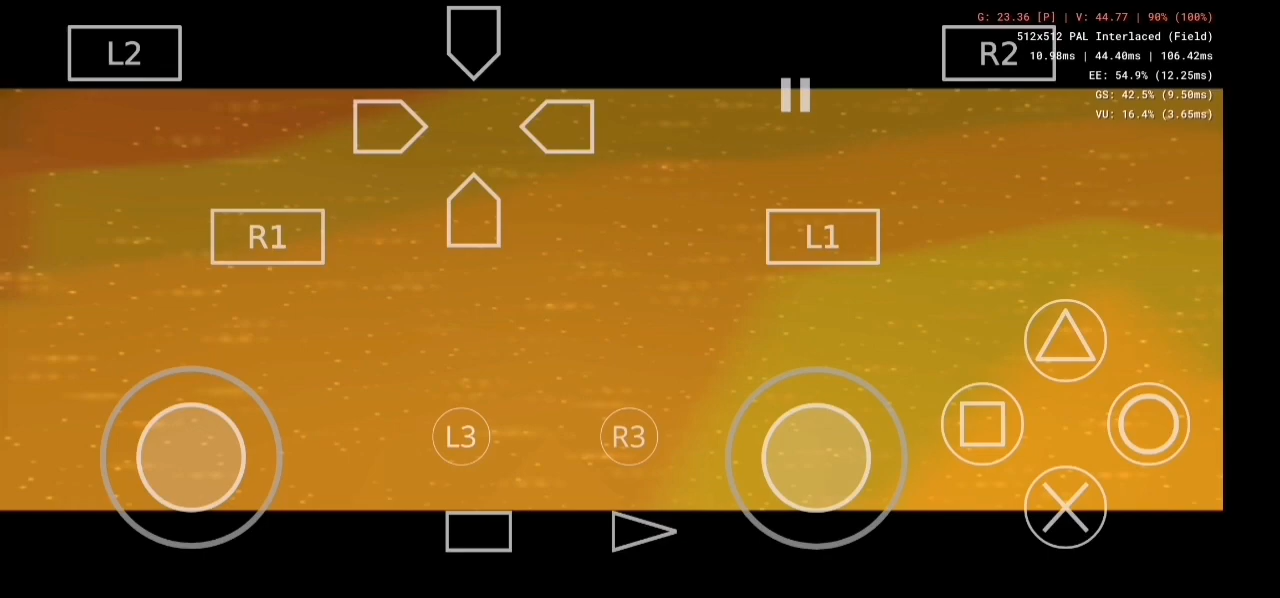 G: 23.36 [P] | V: 44.77 | 90% (100%)
512x512 PAL Interlaced (Field)
10.98ms | 44.40ms | 106.42ms
EE: 54.9% (12.25ms)
GS: 42.5% (9.50ms)
VU: 16.4% (3.65ms)
L2
R2
R1
L1
L3
R3